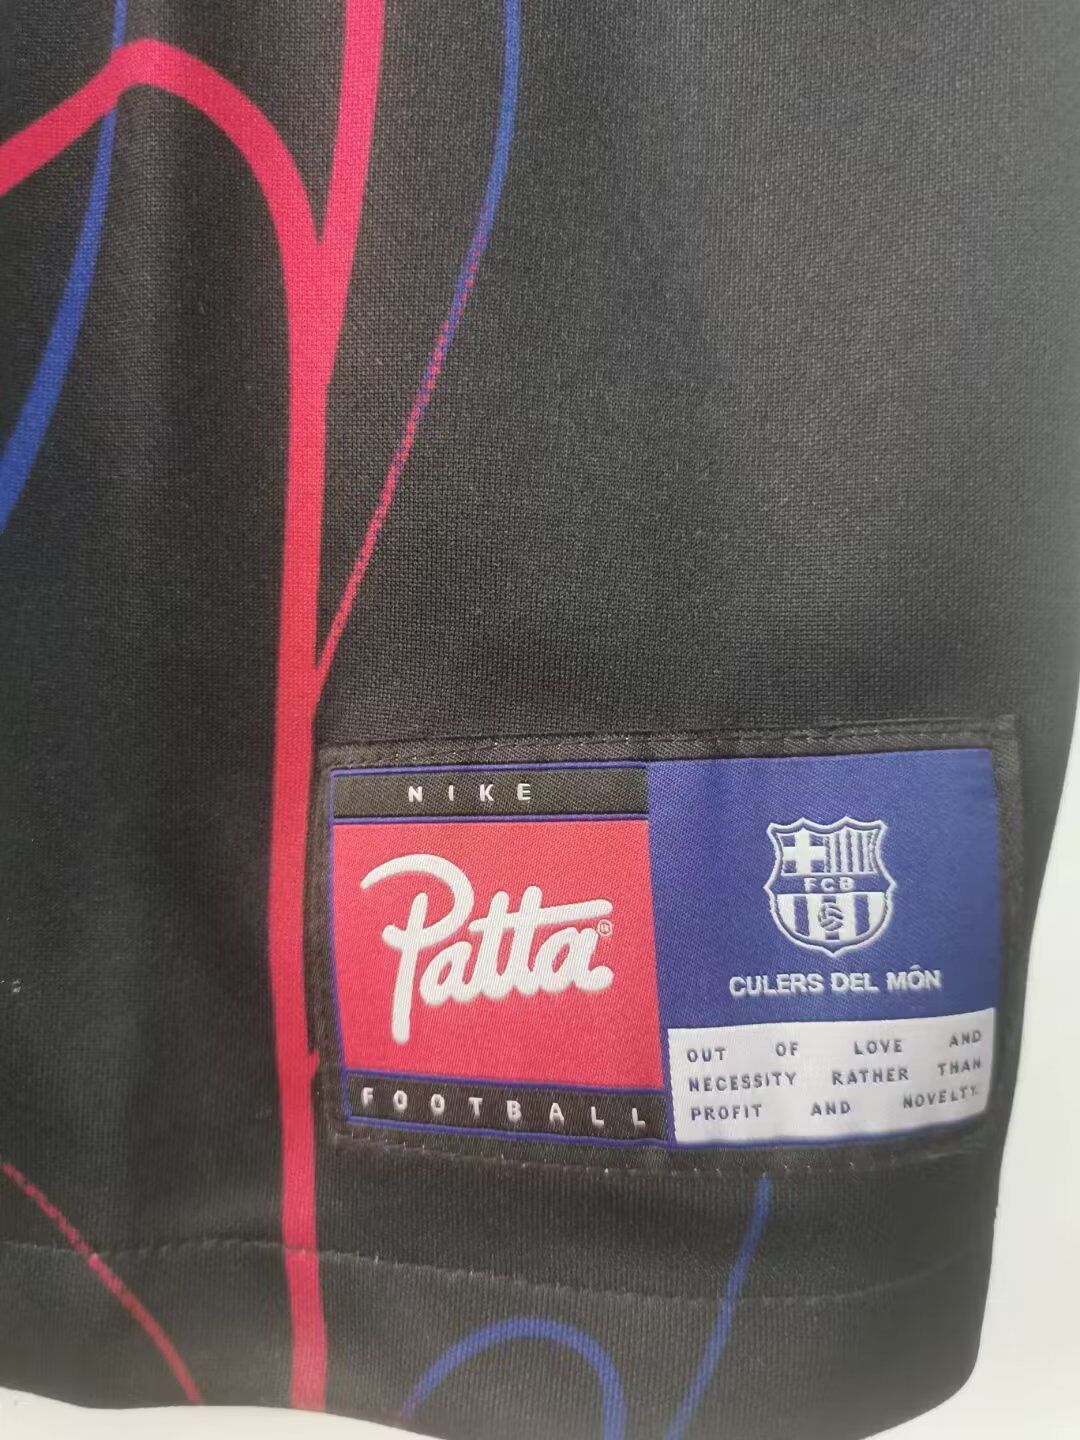 NIKE
Patta®
FOOTBALL
FCB
CULERS DEL MÓN
OUT OF LOVE AND
NECESSITY RATHER THAN
PROFIT AND NOVELTY.